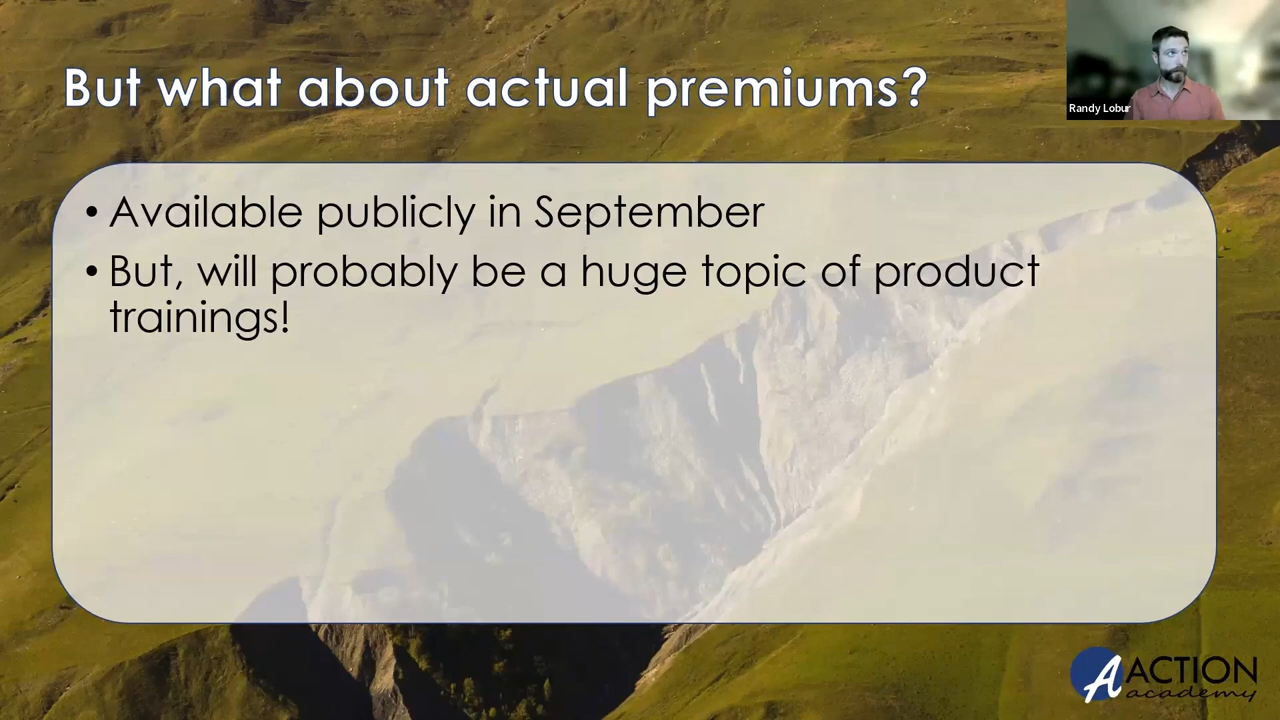 But what about actual premiums?
Randy Lobur
• Available publicly in September
• But, will probably be a huge topic of product
trainings!
A ACTION
academy